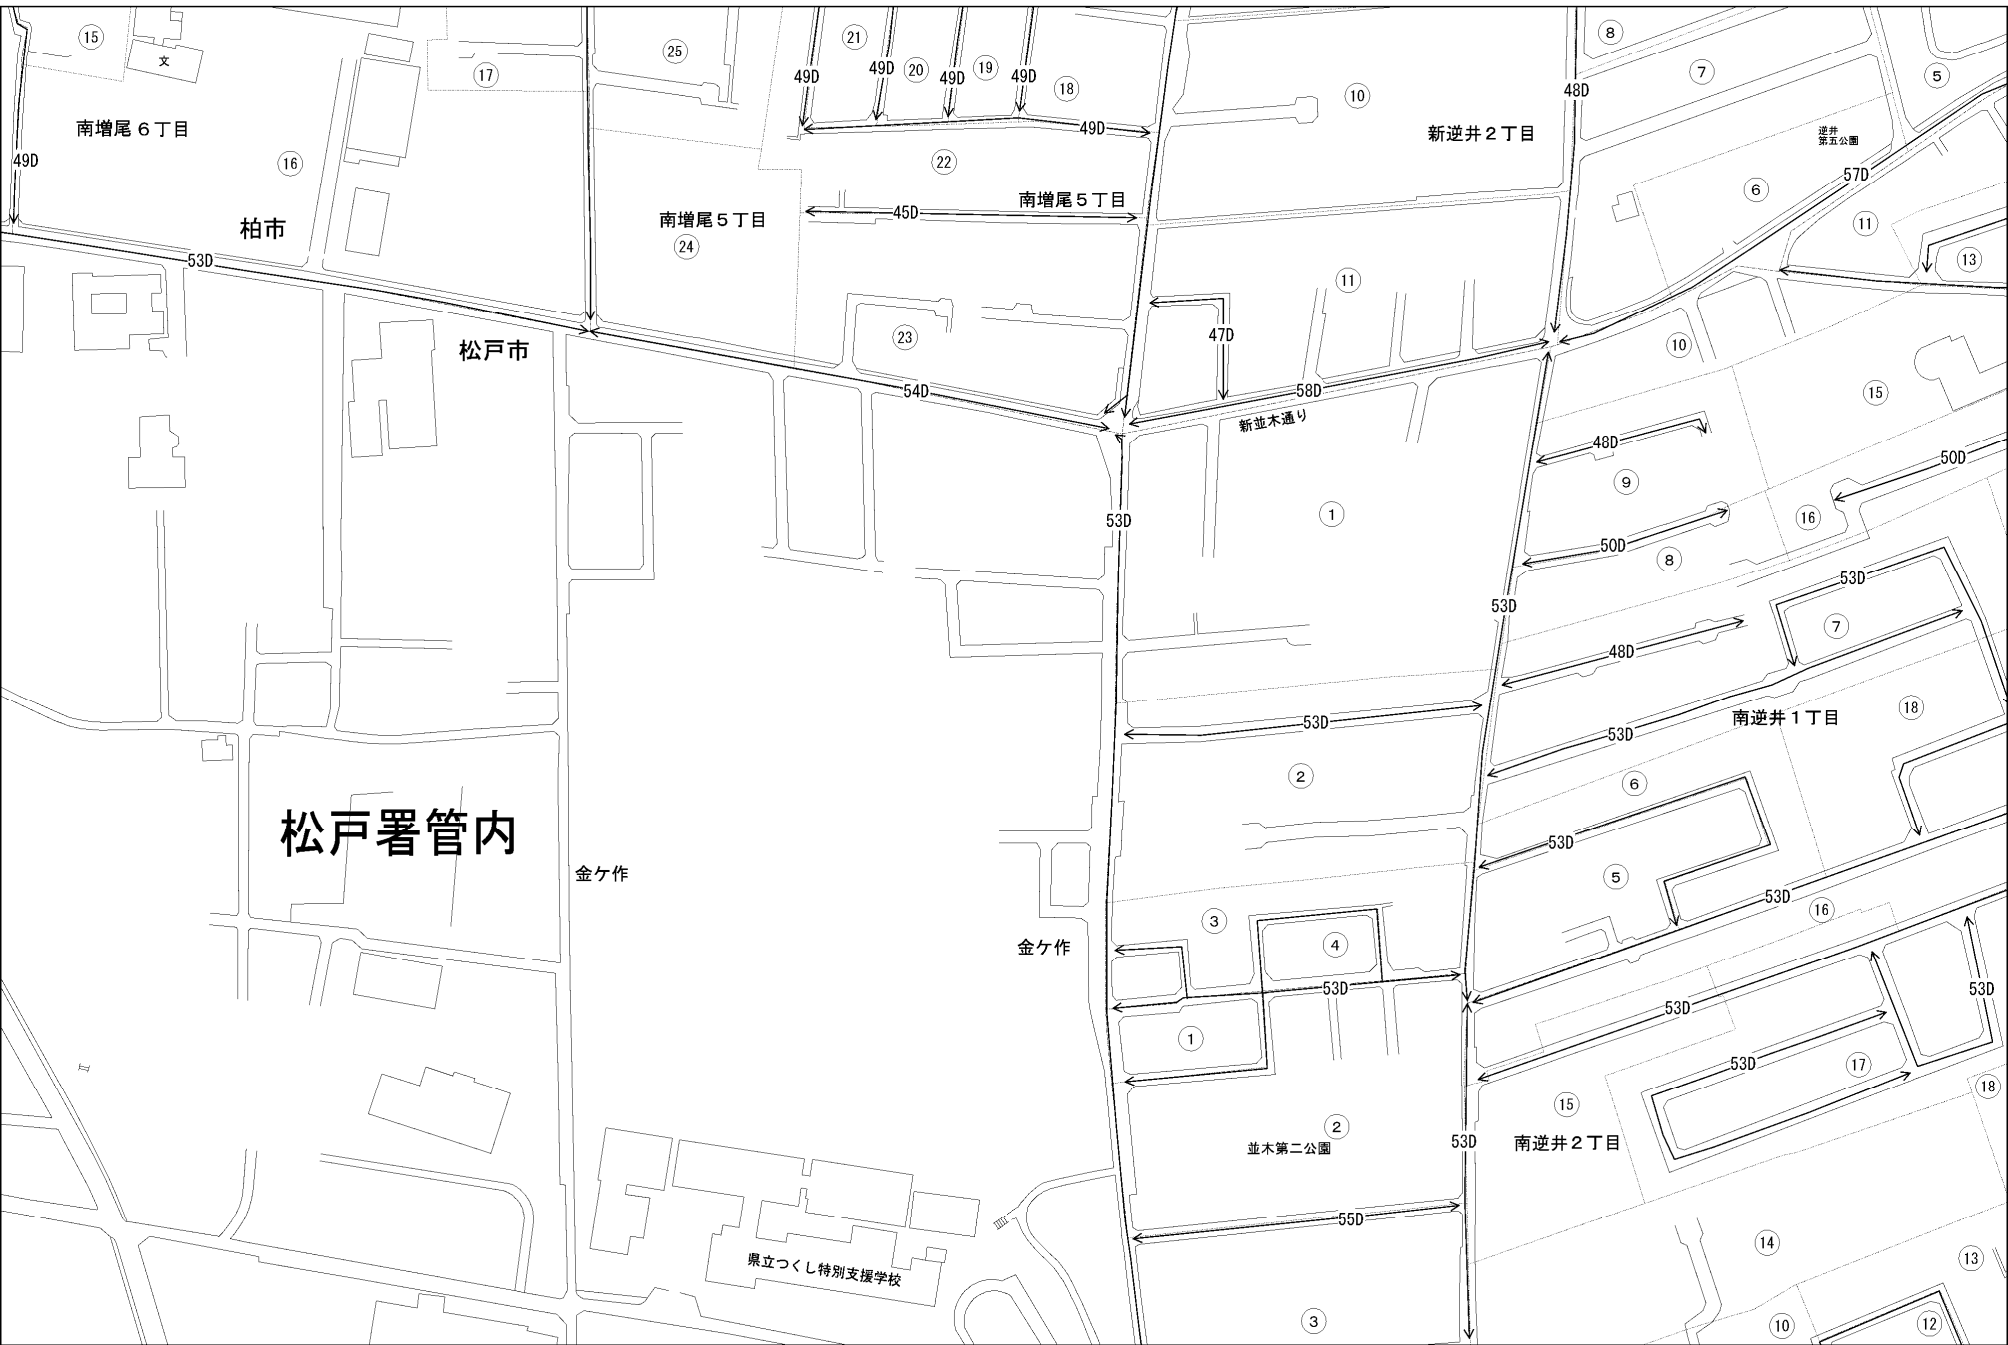 ⑮
文
⑰
㉕
㉑
⑳
⑲
⑱
⑩
⑧
⑦
⑤
49D
49D
49D
49D
48D
49D
南増尾６丁目
49D
⑯
㉒
新逆井２丁目
逆井
第五公園
57D
⑥
南増尾５丁目
45D
南増尾５丁目
㉔
柏市
53D
⑪
⑪
⑬
㉓
47D
松戸市
⑩
54D
58D
新並木通り
⑮
48D
50D
⑨
53D
①
⑯
50D
⑧
53D
53D
⑦
48D
53D
53D
南逆井１丁目
⑱
②
⑥
松戸署管内
53D
⑤
金ケ作
53D
⑯
③
④
金ケ作
53D
53D
53D
①
53D
⑰
⑱
⑮
②
53D
南逆井２丁目
並木第二公園
55D
⑭
⑬
県立つくし特別支援学校
③
⑩
⑫